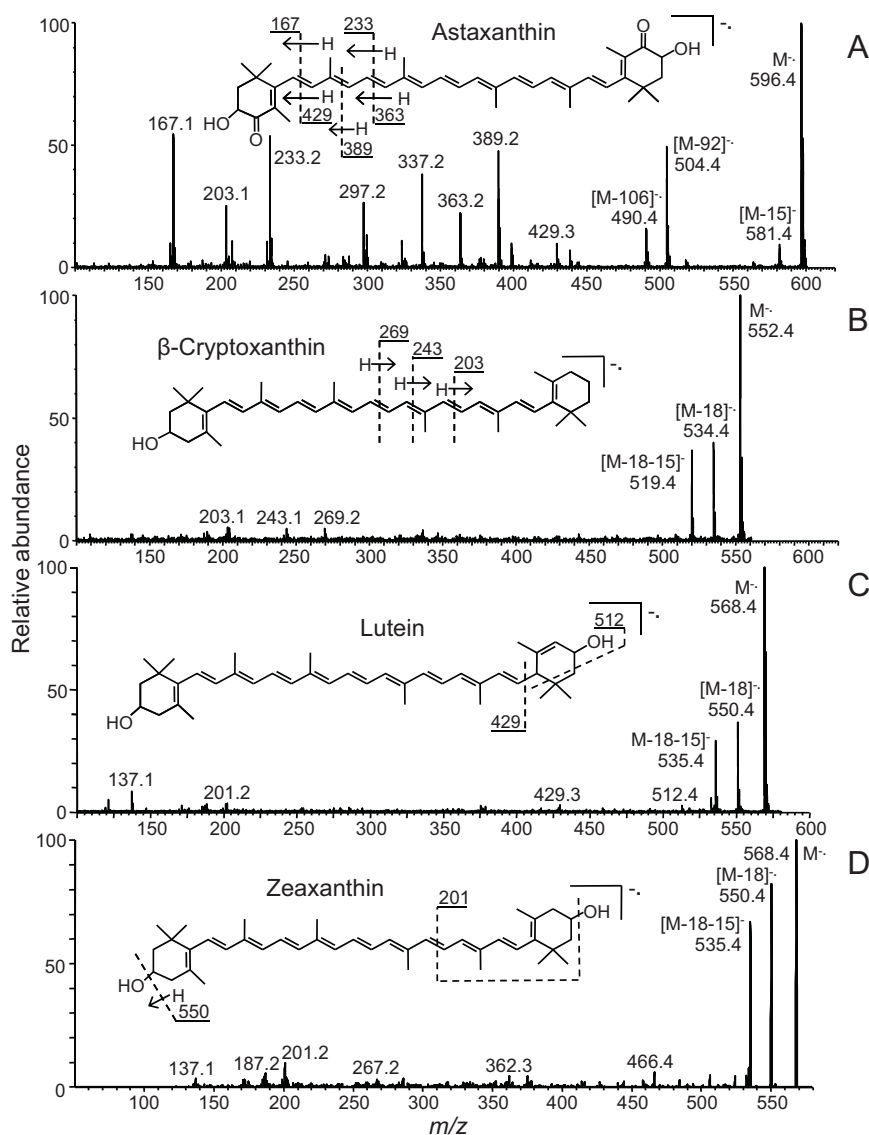 Relative abundance
A
Astaxanthin
100
50
0
167
233
H
H
H
H
H
429
363
389
HO
O
O
OH
-.
167.1
203.1
233.2
297.2
337.2
363.2
389.2
429.3
[M-106]-·
490.4
[M-92]-·
504.4
[M-15]-
581.4
M-·
596.4
150 200 250 300 350 400 450 500 550 600
B
β-Cryptoxanthin
100
50
0
269
243
203
H
H
H
HO
-.
203.1
243.1
269.2
[M-18-15]-
519.4
[M-18]-·
534.4
M-·
552.4
100 150 200 250 300 350 400 450 500 550 600
C
Lutein
100
50
0
512
429
HO
OH
-.
137.1
201.2
429.3
512.4
M-18-15]-
535.4
[M-18]-·
550.4
M-·
568.4
100 150 200 250 300 350 400 450 500 550 600
D
Zeaxanthin
100
50
0
201
HO
H
550
OH
-.
137.1
187.2
201.2
267.2
362.3
466.4
[M-18-15]-
535.4
[M-18]-·
550.4
568.4 M-·
100 150 200 250 300 350 400 450 500 550
m/z